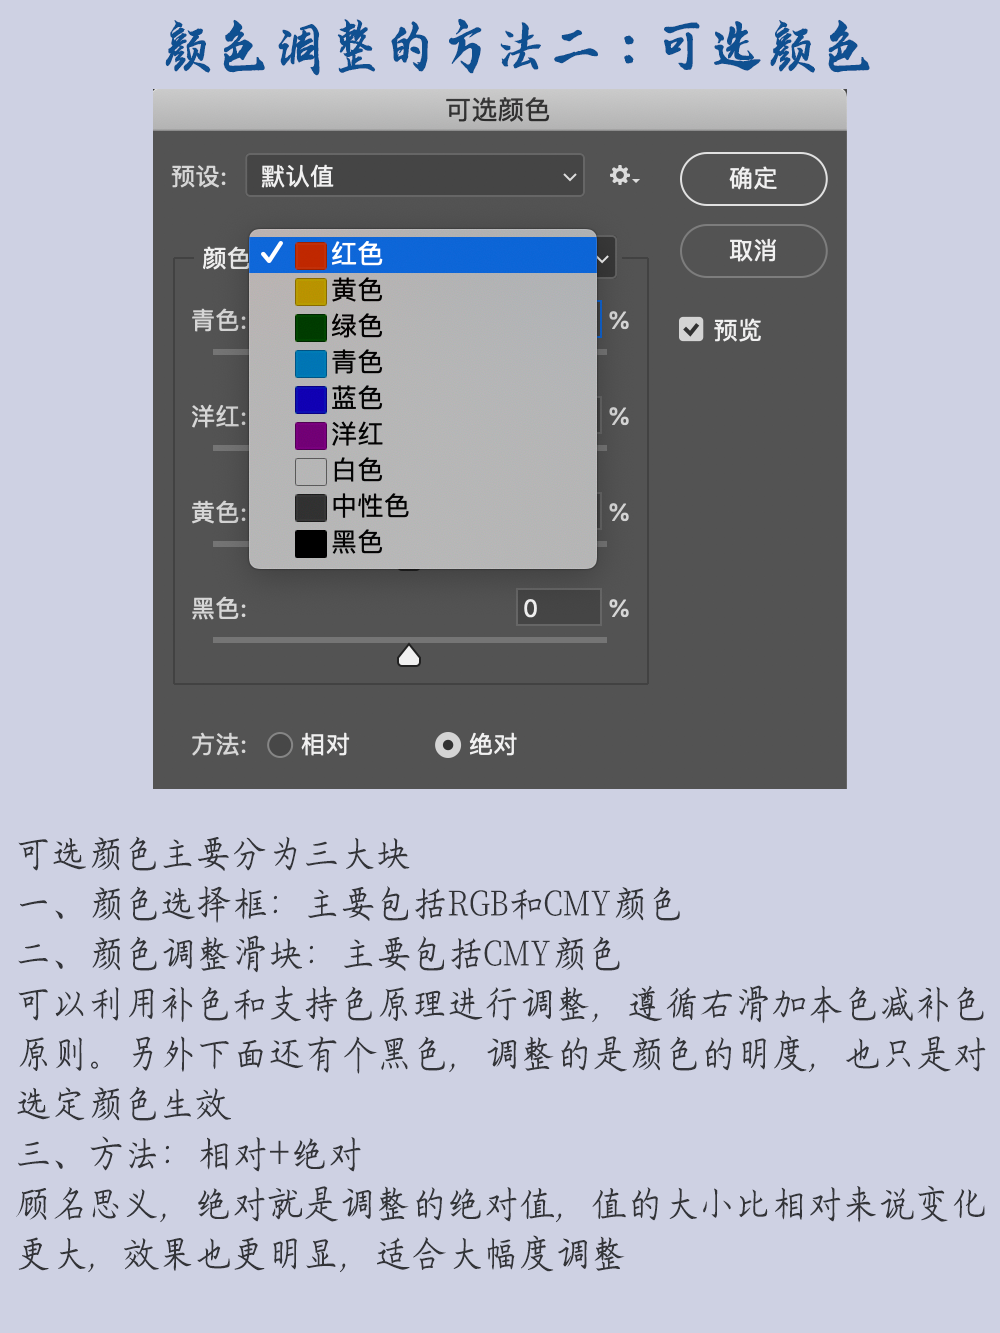 颜色调整的方法二：可选颜色
可选颜色
预设: 默认值
确定
颜色
取消
红色
黄色
绿色
青色
蓝色
洋红
白色
中性色
黑色
青色: %
预览
洋红: %
黄色: %
黑色: 0 %
方法: 相对 绝对
可选颜色主要分为三大块
一、颜色选择框：主要包括RGB和CMY颜色
二、颜色调整滑块：主要包括CMY颜色
可以利用补色和支持色原理进行调整，遵循右滑加本色减补色
原则。另外下面还有个黑色，调整的是颜色的明度，也只是对
选定颜色生效
三、方法：相对+绝对
顾名思义，绝对就是调整的绝对值，值的大小比相对来说变化
更大，效果也更明显，适合大幅度调整